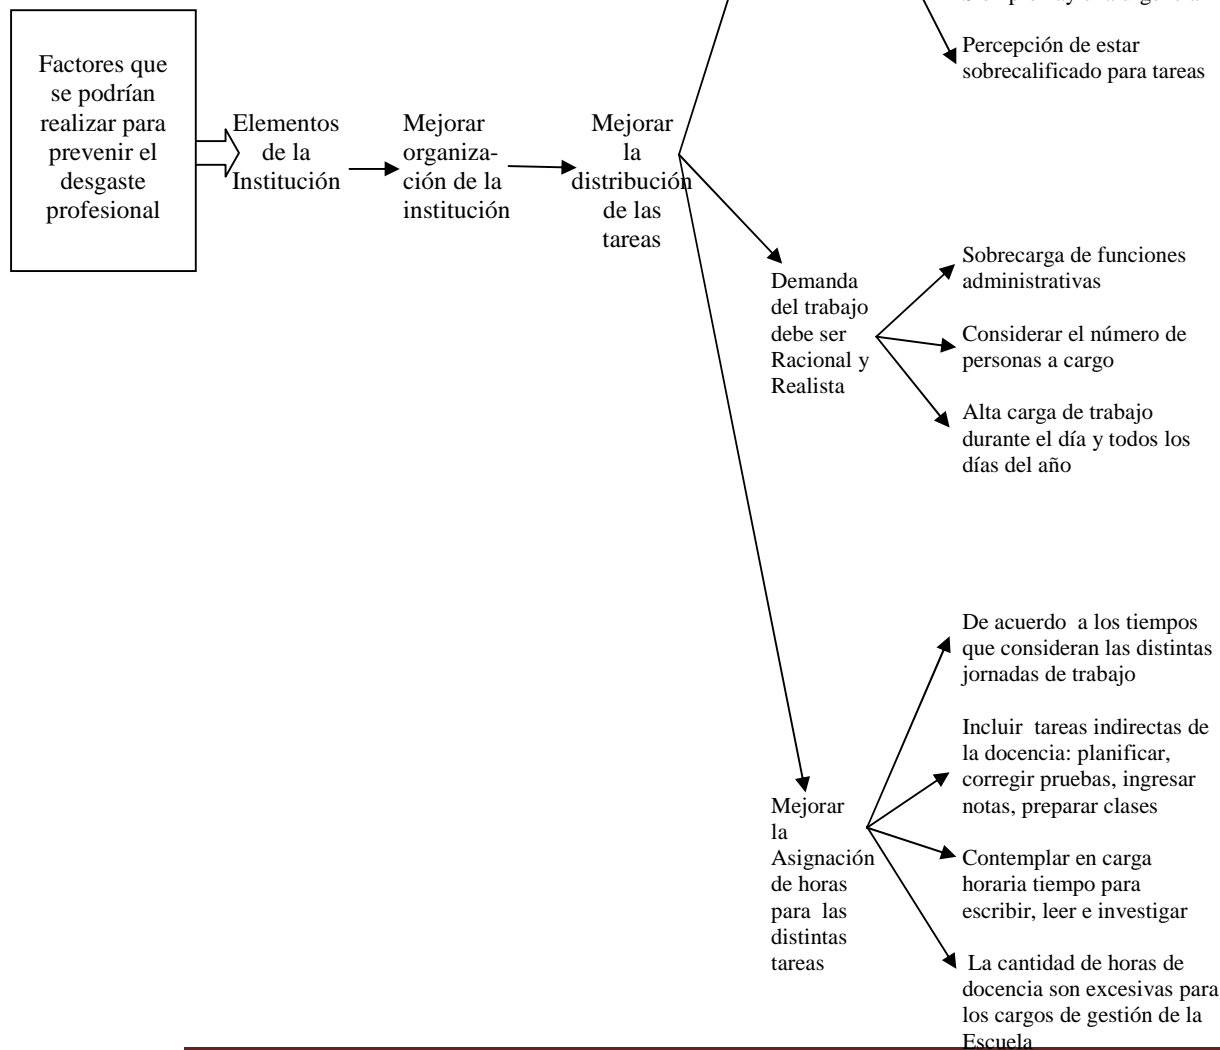 Percepción de estar
sobrecalificado para tareas
Factores que
se podrían
realizar para
prevenir el
desgaste
profesional
Elementos
de la
Institución
Mejorar
organiza-
ción de la
institución
Mejorar
la
distribución
de las
tareas
Demanda
del trabajo
debe ser
Racional y
Realista
Sobrecarga de funciones
administrativas
Considerar el número de
personas a cargo
Alta carga de trabajo
durante el día y todos los
días del año
Mejorar
la
Asignación
de horas
para las
distintas
tareas
De acuerdo a los tiempos
que consideran las distintas
jornadas de trabajo
Incluir tareas indirectas de
la docencia: planificar,
corregir pruebas, ingresar
notas, preparar clases
Contemplar en carga
horaria tiempo para
escribir, leer e investigar
La cantidad de horas de
docencia son excesivas para
los cargos de gestión de la
Escuela